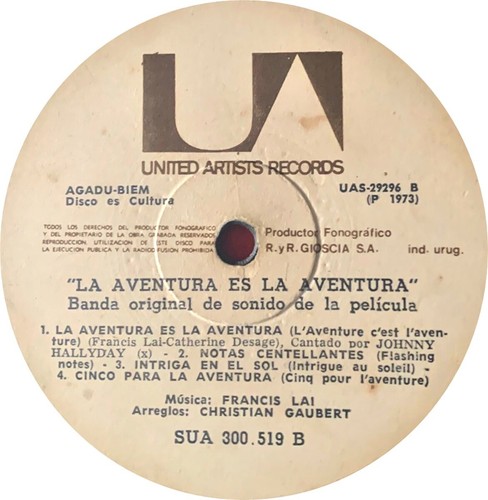 UA
UNITED ARTISTS RECORDS
AGADU-BIEM
Disco es Cultura
UAS-29296 B
(P 1973)
TODOS LOS DERECHOS DEL PRODUCTOR FONOGRAFICO
Y DEL PROPIETARIO DE LA OBRA GRABADA RESERVADOS
REPRODUCCION, UTILIZACION DE ESTE DISCO PARA
LA EJECUCION PUBLICA Y LA RADIODIFUSION PROHIBIDA
Productor Fonográfico
R. y R. GIOSCIA S.A. ind. urug.
"LA AVENTURA ES LA AVENTURA"
Banda original de sonido de la película
1. LA AVENTURA ES LA AVENTURA (L'Aventure c'est l'aven-
ture) (Francis Lai-Catherine Desage), Cantado por JOHNNY
HALLYDAY (x) - 2. NOTAS CENTELLANTES (Flashing
notes) - 3. INTRIGA EN EL SOL (Intrigue au soleil) -
4. CINCO PARA LA AVENTURA (Cinq pour l'aventure)
Música: FRANCIS LAI
Arreglos: CHRISTIAN GAUBERT
SUA 300.519 B